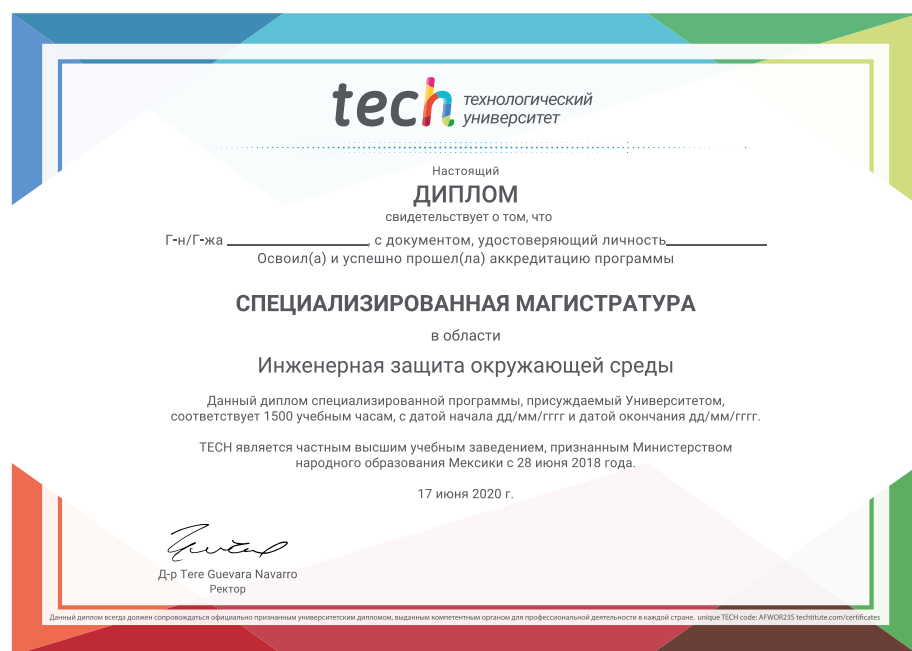 tech технологический
университет
Настоящий
ДИПЛОМ
свидетельствует о том, что
Г-н/Г-жа ____________________, с документом, удостоверяющий личность______________
Освоил(а) и успешно прошел(ла) аккредитацию программы
СПЕЦИАЛИЗИРОВАННАЯ МАГИСТРАТУРА
в области
Инженерная защита окружающей среды
Данный диплом специализированной программы, присуждаемый Университетом,
соответствует 1500 учебным часам, с датой начала дд/мм/гггг и датой окончания дд/мм/гггг.
TECH является частным высшим учебным заведением, признанным Министерством
народного образования Мексики с 28 июня 2018 года.
17 июня 2020 г.
Д-р Tere Guevara Navarro
Ректор
Данный диплом всегда должен сопровождаться официально признанным университетским дипломом, выданным компетентным органом для профессиональной деятельности в каждой стране. unique TECH code: AFWOR23S techtitute.com/certificates